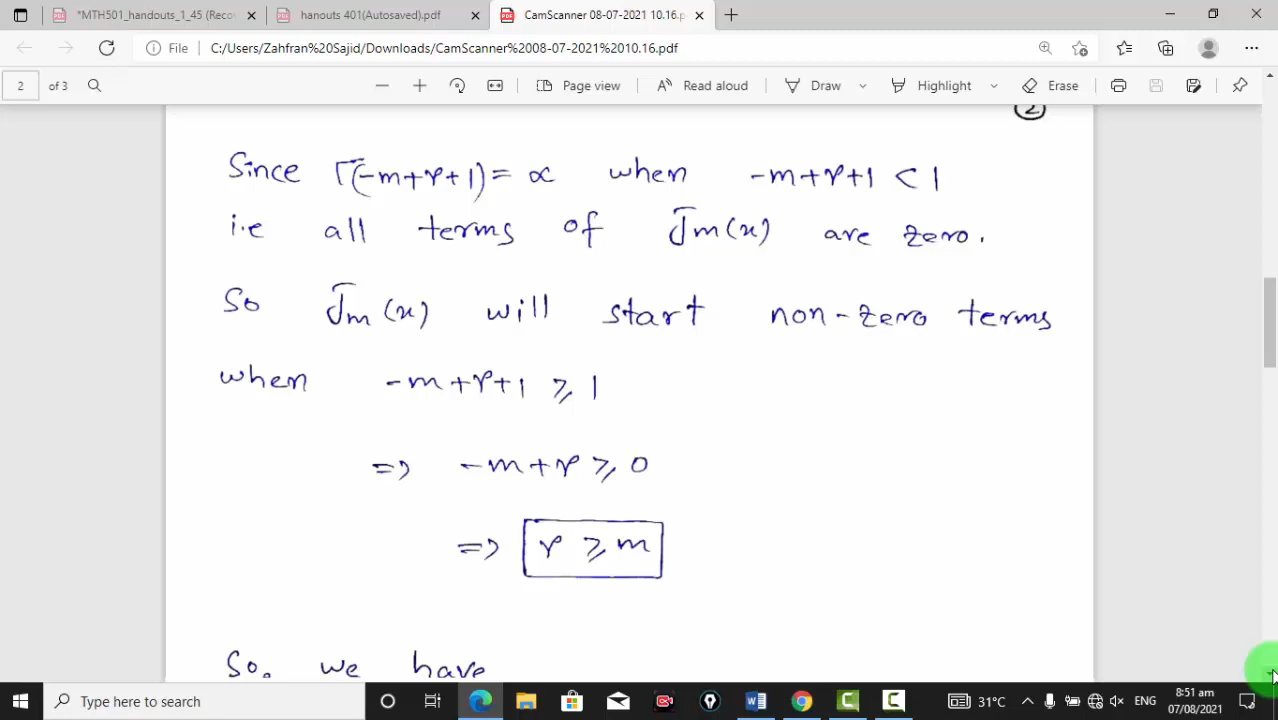 *MTH501_handouts_1_45 (Recov
hanouts 401(Autosaved).pdf
CamScanner 08-07-2021 10.16.p
File
C:/Users/Zahfran%20Sajid/Downloads/CamScanner%2008-07-2021%2010.16.pdf
2 of 3
Page view
Read aloud
Draw
Highlight
Erase
2
Since Γ(-m+r+1) = ∝ when -m+r+1 < 1
i.e all terms of J̄m(x) are zero.
So J̄m(x) will start non-zero terms
when -m+r+1 ⩾ 1
=> -m+r ⩾ 0
=> r ⩾ m
So, we have
Type here to search
31°C
ENG
8:51 am
07/08/2021